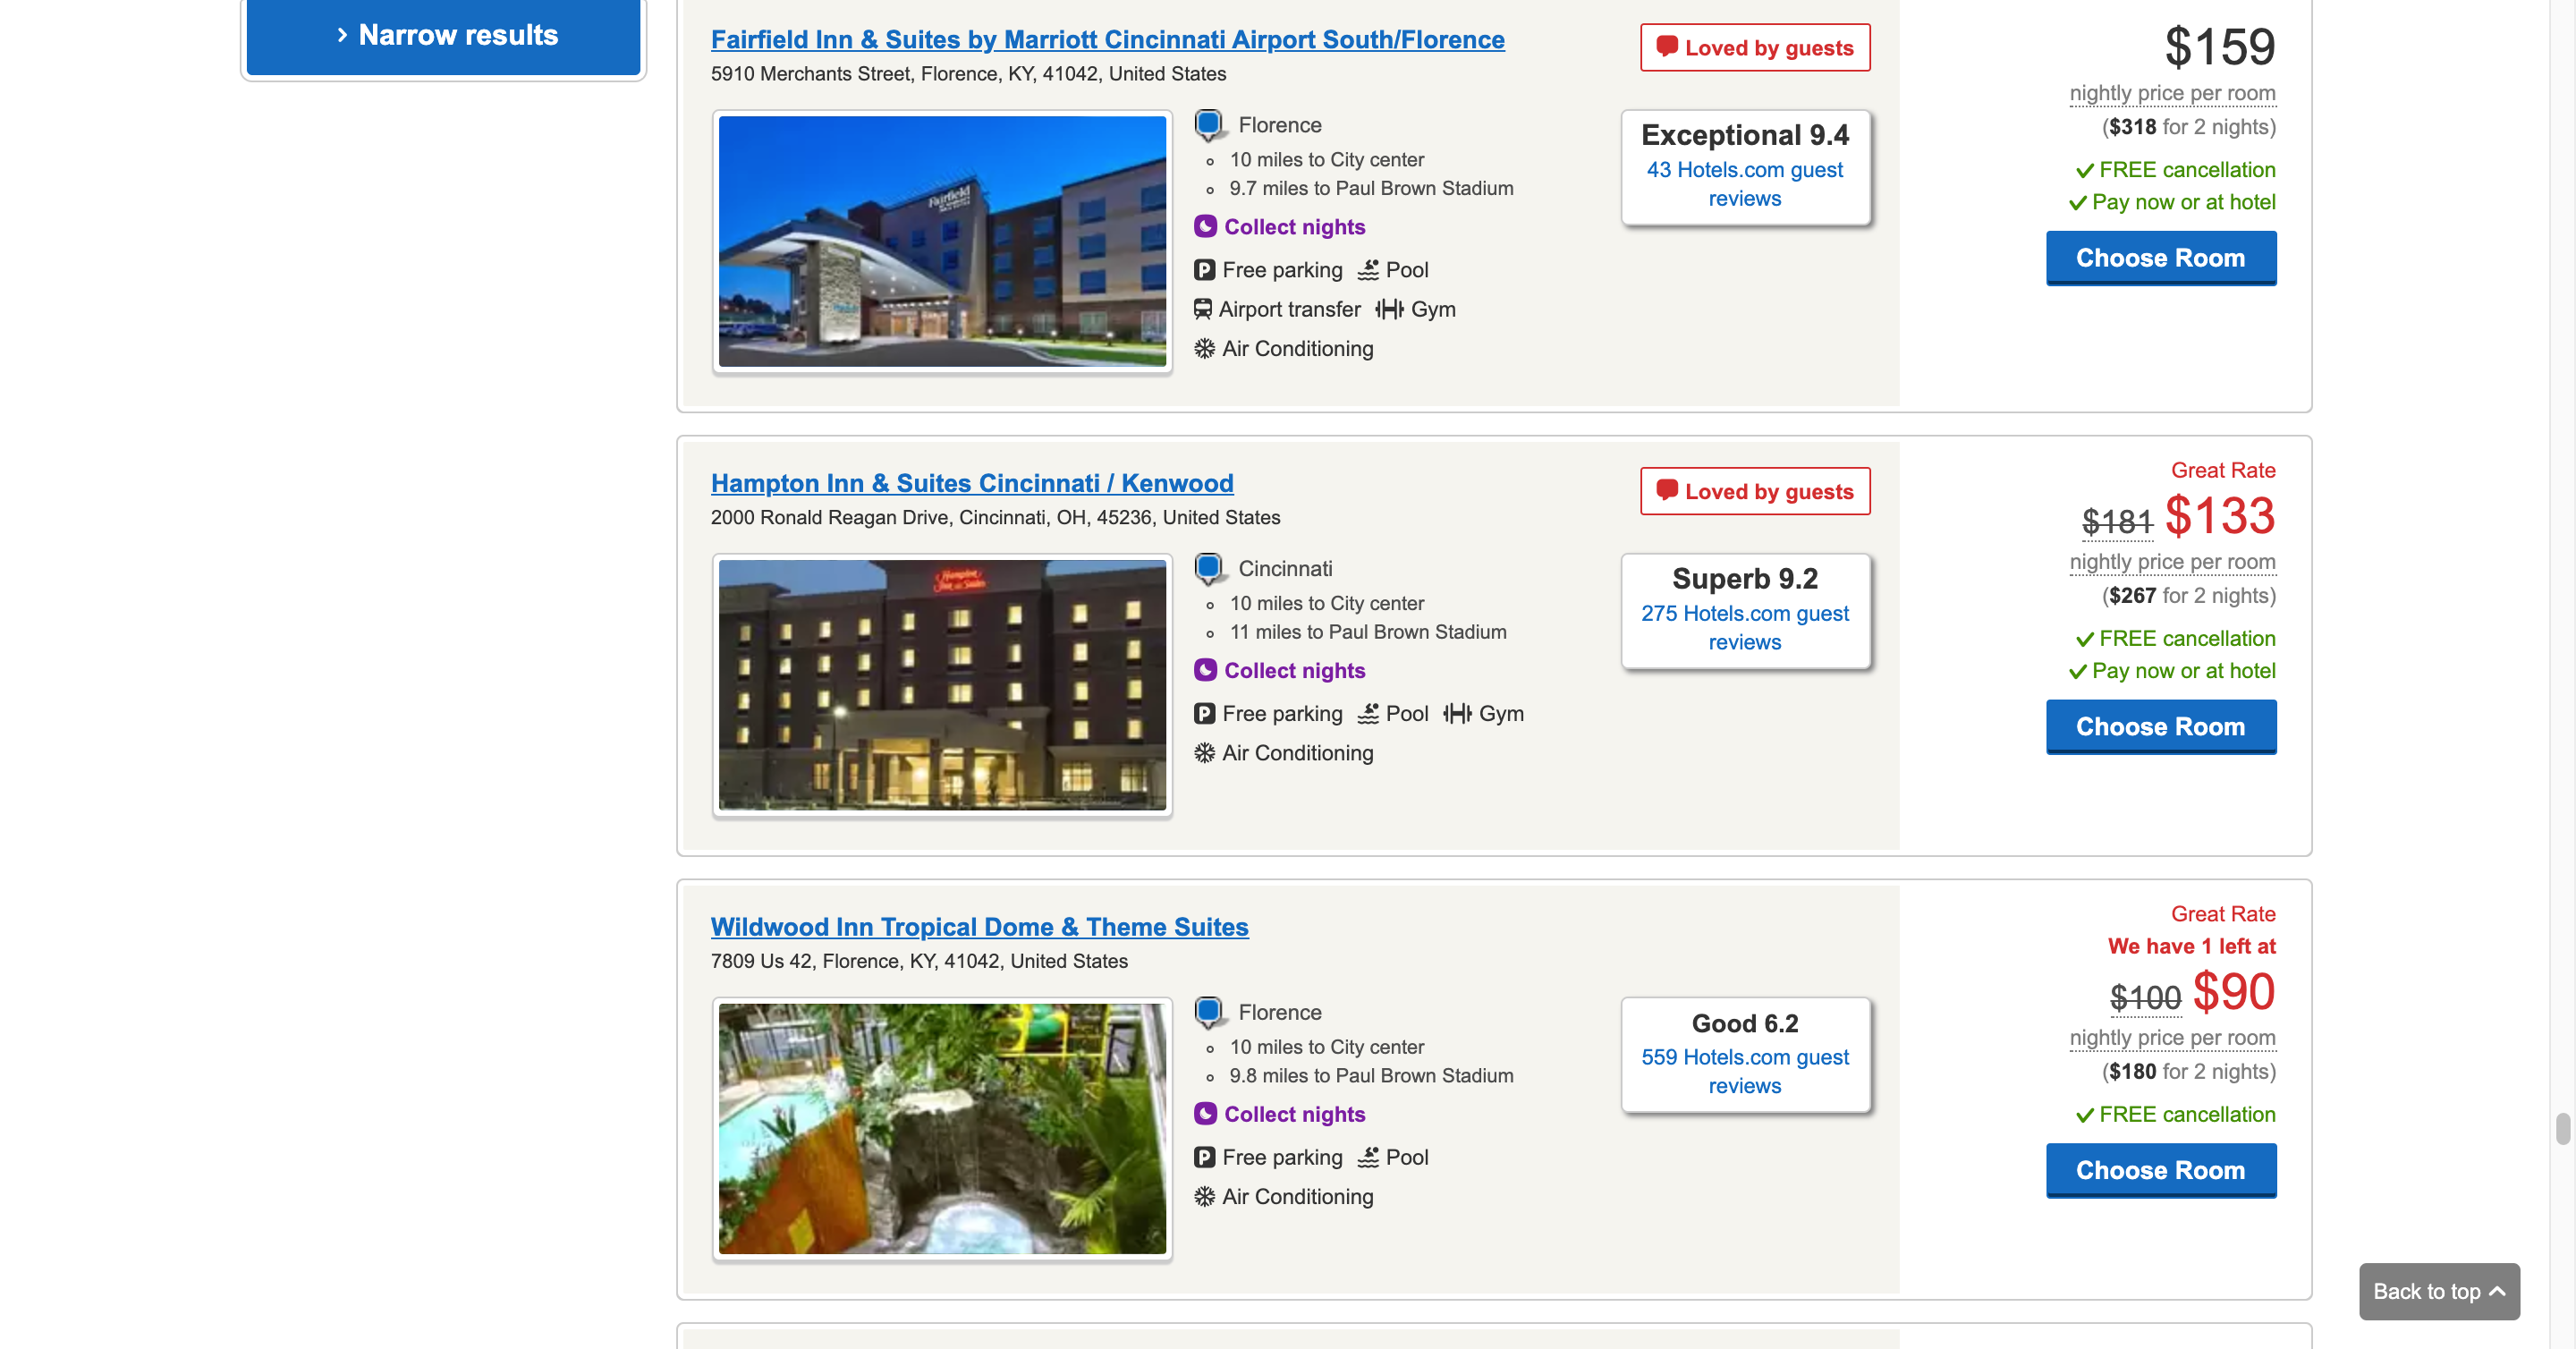 Narrow results
Fairfield Inn & Suites by Marriott Cincinnati Airport South/Florence
5910 Merchants Street, Florence, KY, 41042, United States
Loved by guests
Fairfield
Florence
10 miles to City center
9.7 miles to Paul Brown Stadium
Collect nights
Free parking Pool
Airport transfer Gym
Air Conditioning
Exceptional 9.4
43 Hotels.com guest
reviews
$159
nightly price per room
($318 for 2 nights)
FREE cancellation
Pay now or at hotel
Choose Room
Hampton Inn & Suites Cincinnati / Kenwood
2000 Ronald Reagan Drive, Cincinnati, OH, 45236, United States
Loved by guests
Hampton
Inn & Suites
Cincinnati
10 miles to City center
11 miles to Paul Brown Stadium
Collect nights
Free parking Pool Gym
Air Conditioning
Superb 9.2
275 Hotels.com guest
reviews
Great Rate
$181 $133
nightly price per room
($267 for 2 nights)
FREE cancellation
Pay now or at hotel
Choose Room
Wildwood Inn Tropical Dome & Theme Suites
7809 Us 42, Florence, KY, 41042, United States
Florence
10 miles to City center
9.8 miles to Paul Brown Stadium
Collect nights
Free parking Pool
Air Conditioning
Good 6.2
559 Hotels.com guest
reviews
Great Rate
We have 1 left at
$100 $90
nightly price per room
($180 for 2 nights)
FREE cancellation
Choose Room
Back to top